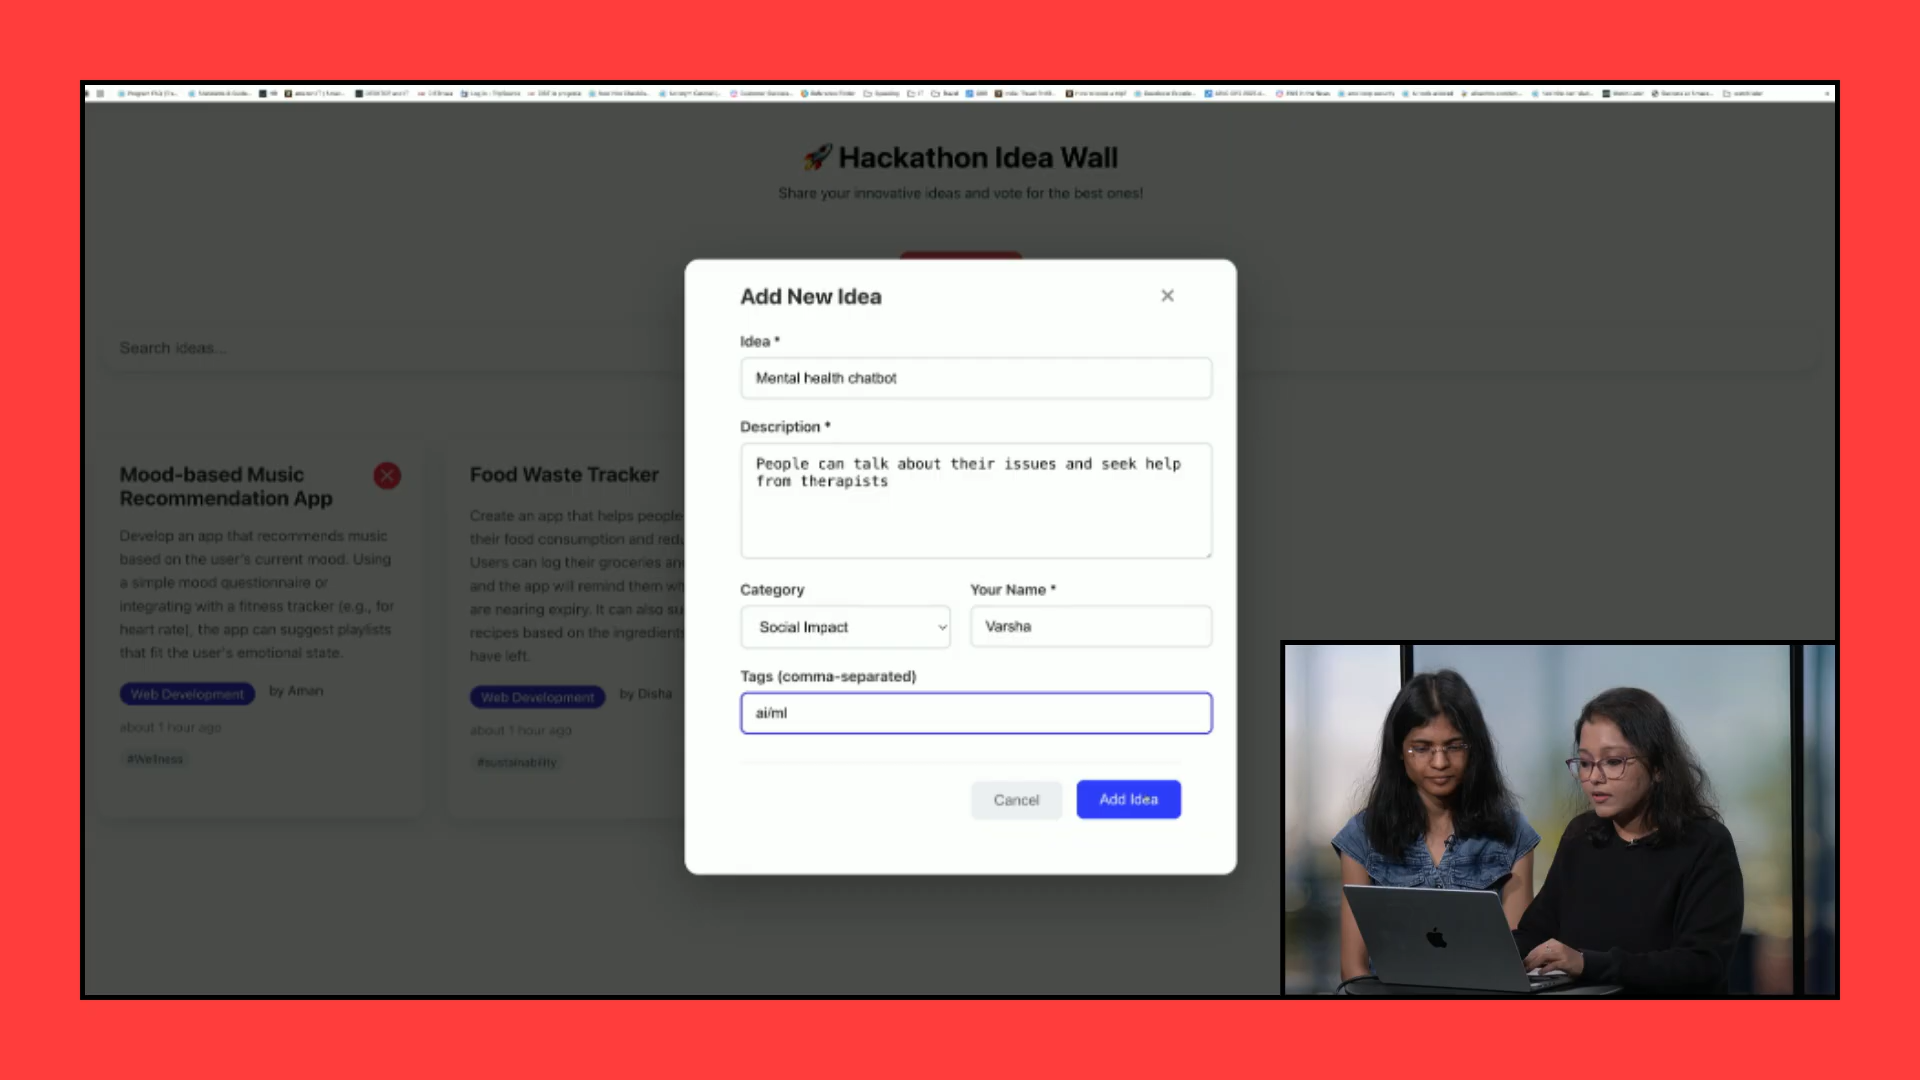 Hackathon Idea Wall
Share your innovative ideas and vote for the best ones!
Search ideas...
Mood-based Music
Recommendation App
Develop an app that recommends music
based on the user's current mood. Using
a simple mood questionnaire or
integrating with a fitness tracker (e.g., for
heart rate), the app can suggest playlists
that fit the user's emotional state.
Web Development
by Aman
about 1 hour ago
#Wellness
Food Waste Tracker
Create an app that helps people
their food consumption and redu
Users can log their groceries an
and the app will remind them wh
are nearing expiry. It can also su
recipes based on the ingredients
have left.
Web Development
by Disha
about 1 hour ago
#sustainability
Add New Idea
Idea *
Mental health chatbot
Description *
People can talk about their issues and seek help
from therapists
Category
Your Name *
Social Impact
Varsha
Tags (comma-separated)
ai/ml
Cancel
Add Idea